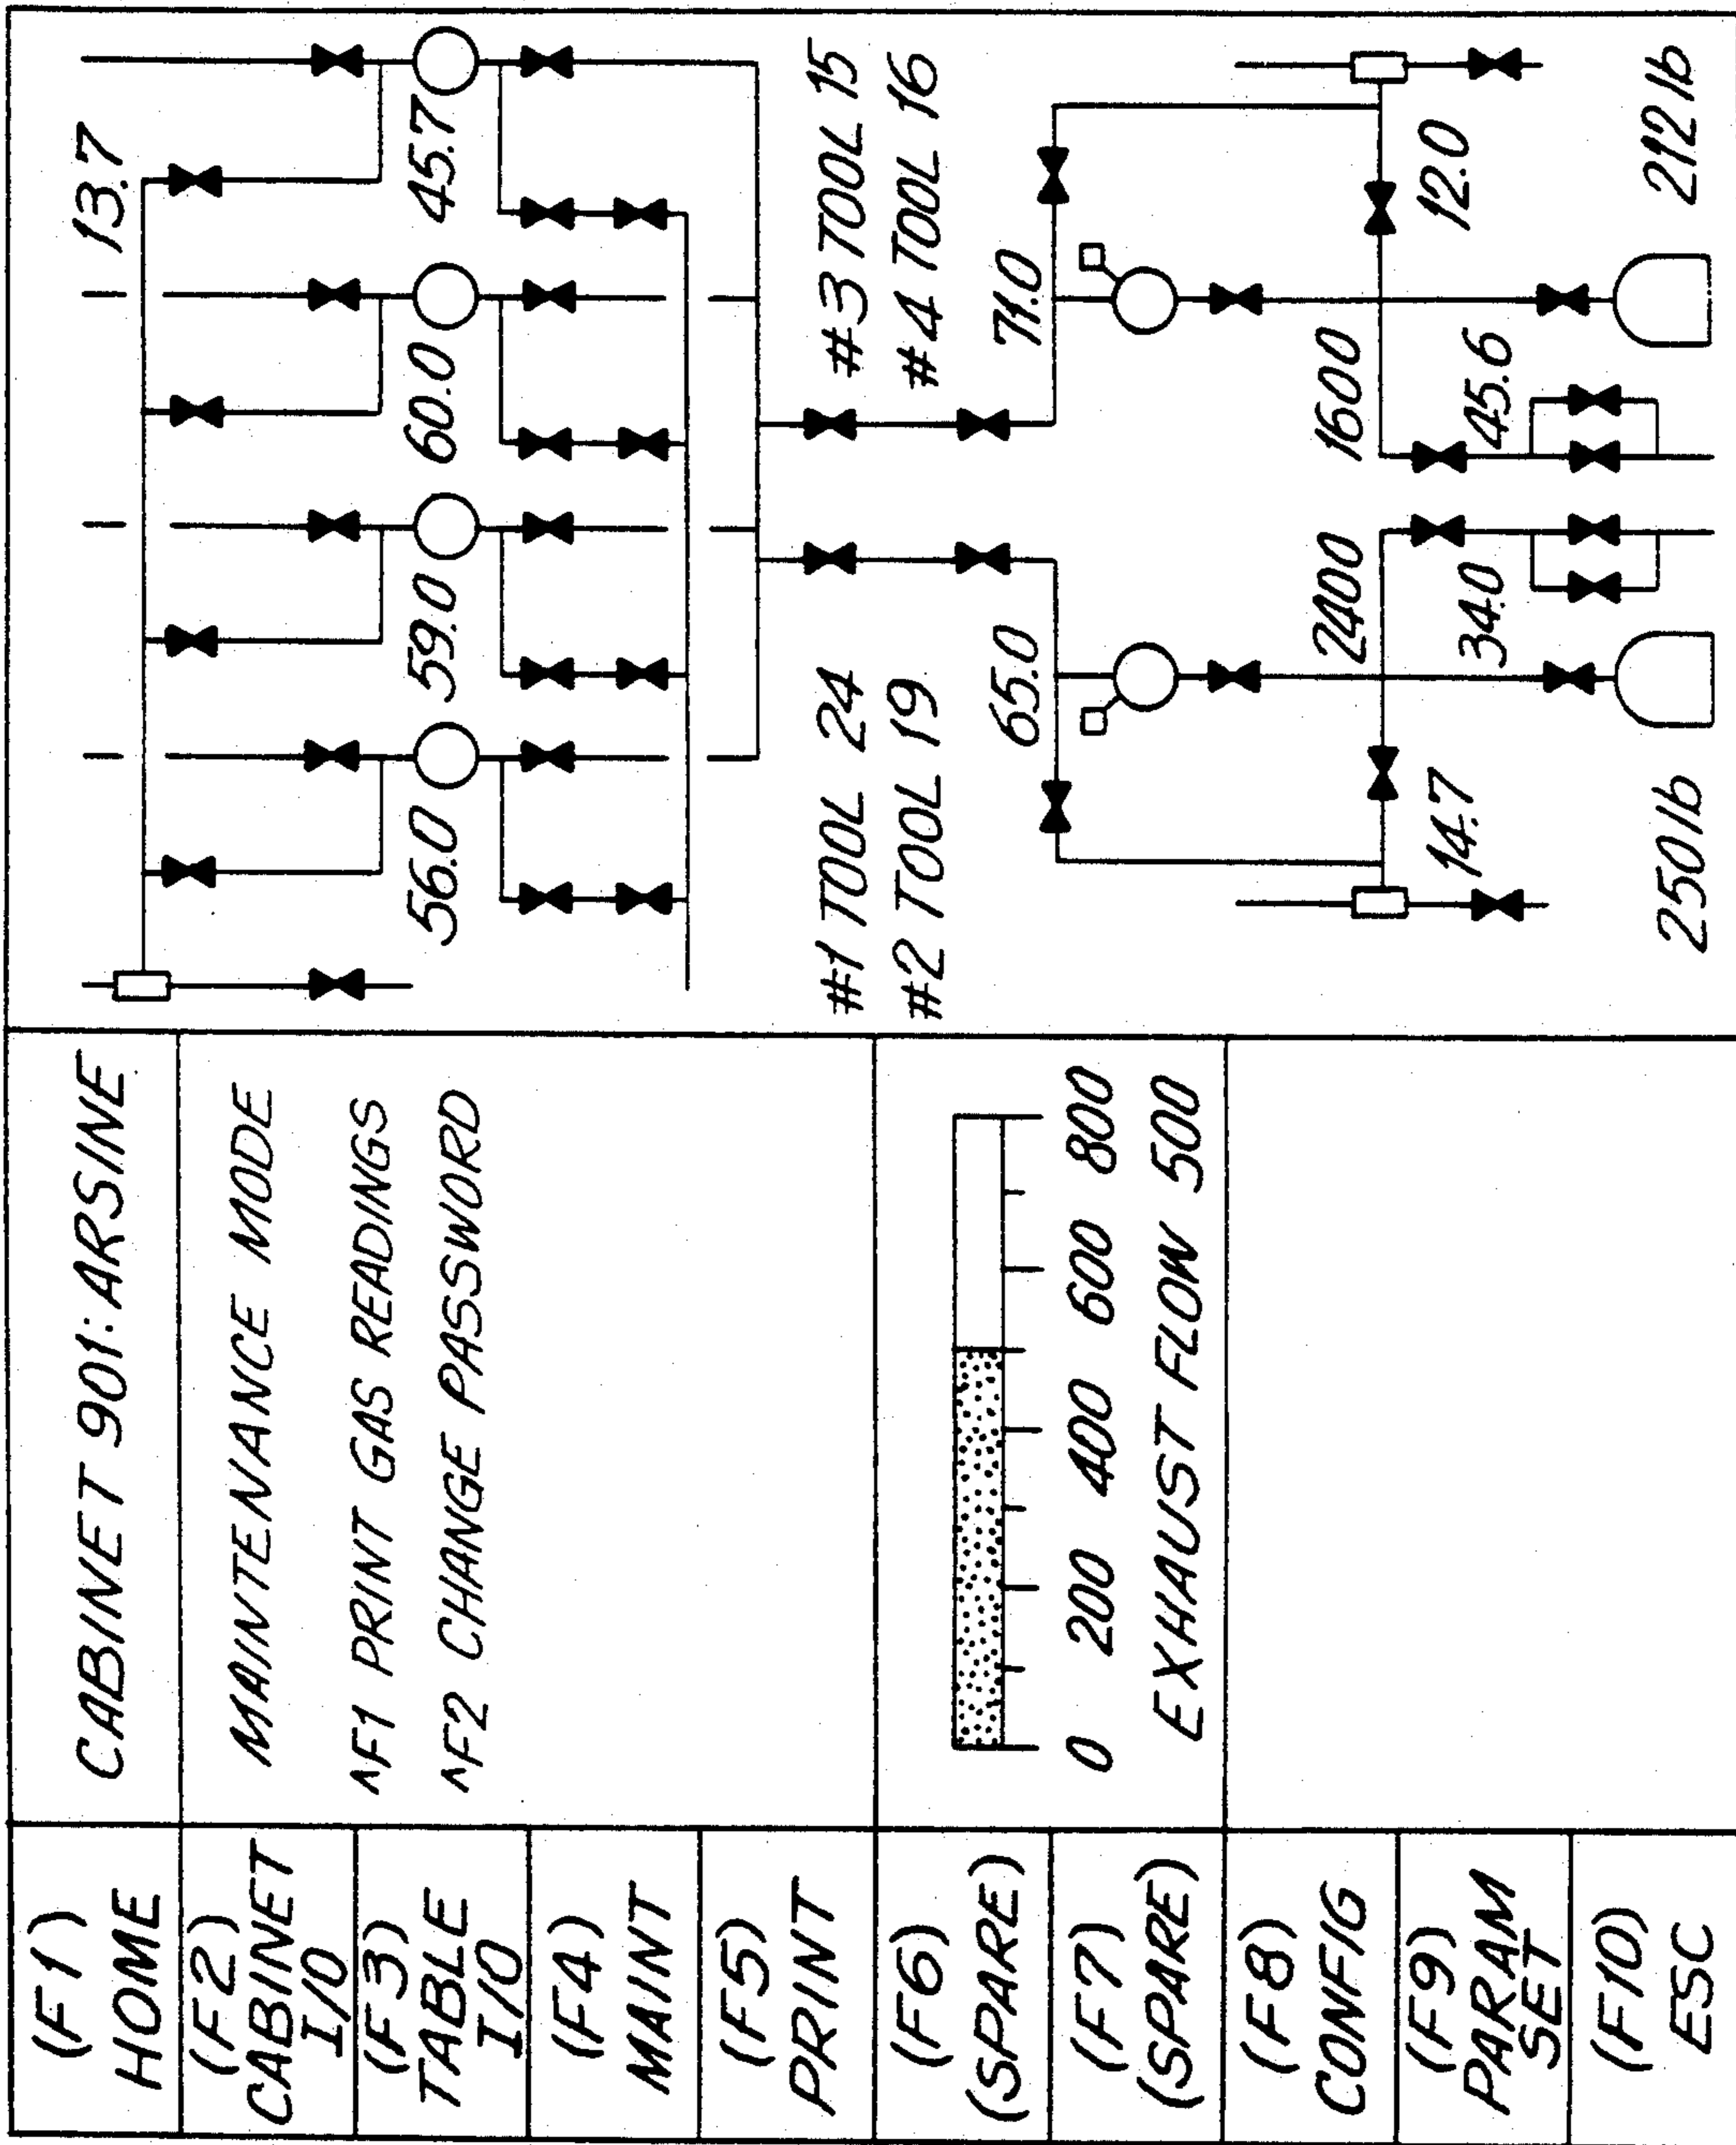 (F1)
HOME
(F2)
CABINET
I/O
(F3)
TABLE
I/O
(F4)
MAINT
(F5)
PRINT
(F6)
(SPARE)
(F7)
(SPARE)
(F8)
CONFIG
(F9)
PARAM
SET
(F10)
ESC
CABINET 901: ARSINE
MAINTENANCE MODE
^F1 PRINT GAS READINGS
^F2 CHANGE PASSWORD
0 200 400 600 800
EXHAUST FLOW 500
13.7
56.0 59.0 60.0 45.7
#1 TOOL 24 #3 TOOL 15
#2 TOOL 19 #4 TOOL 16
65.0 71.0
2400 1600
14.7 34.0 45.6 12.0
250 lb 212 lb